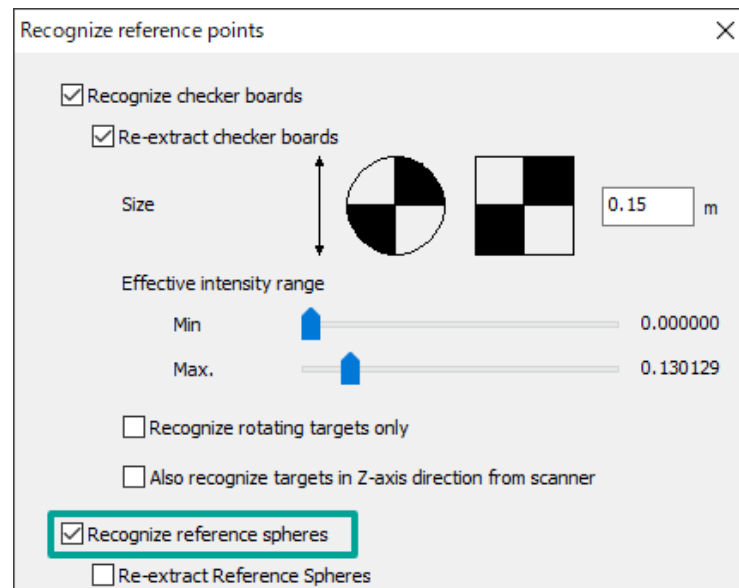 Recognize reference points
Recognize checker boards
Re-extract checker boards
Size 0.15 m
Effective intensity range
Min 0.000000
Max. 0.130129
Recognize rotating targets only
Also recognize targets in Z-axis direction from scanner
Recognize reference spheres
Re-extract Reference Spheres